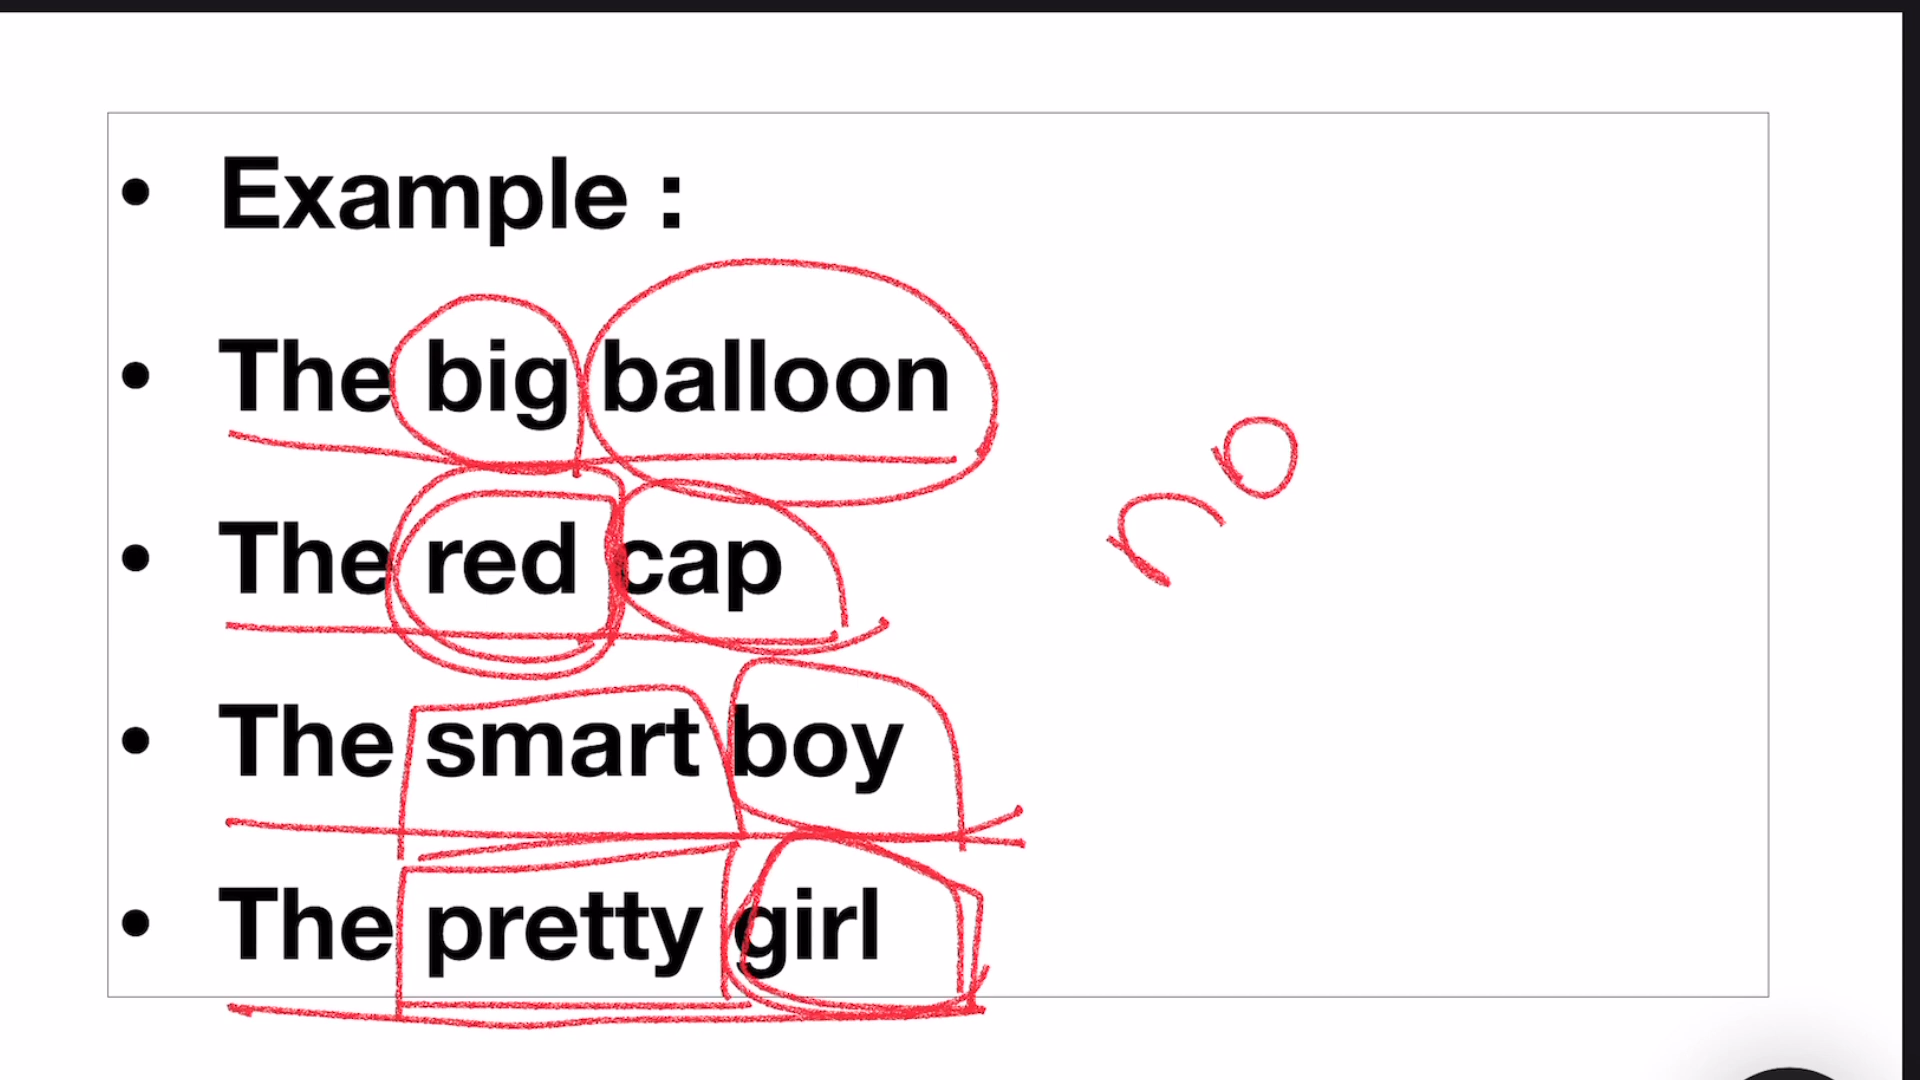 • Example :
• The big balloon
• The red cap
• The smart boy
• The pretty girl
no